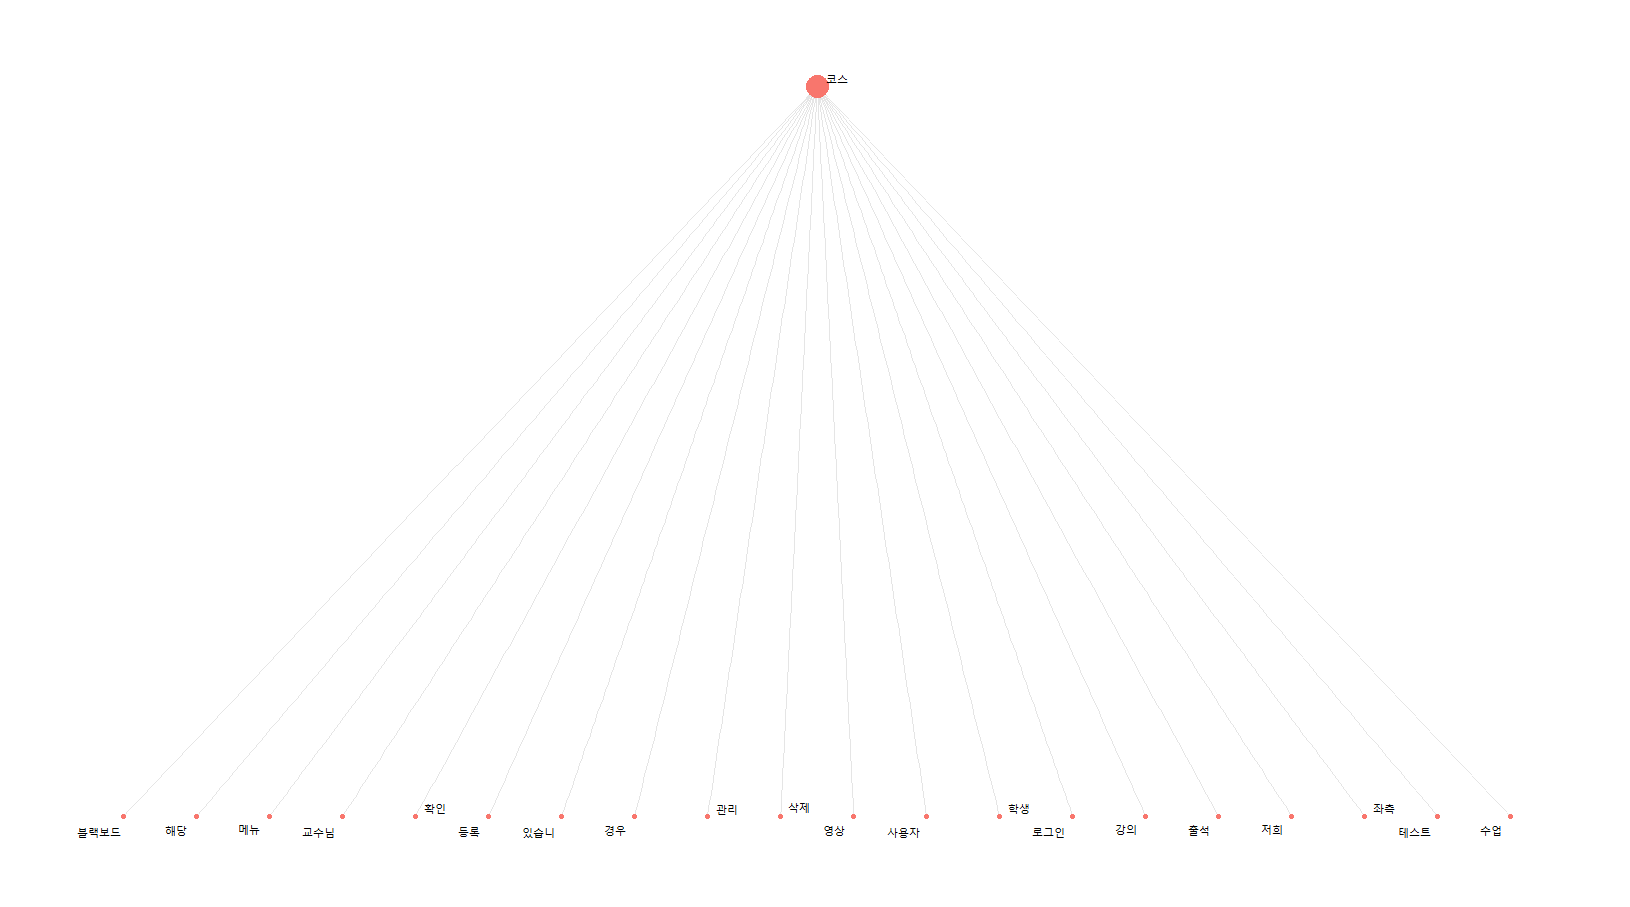 코스
블랙보드
해당
메뉴
교수님
확인
등록
있습니
경우
관리
삭제
영상
사용자
학생
로그인
강의
출석
저희
좌측
테스트
수업